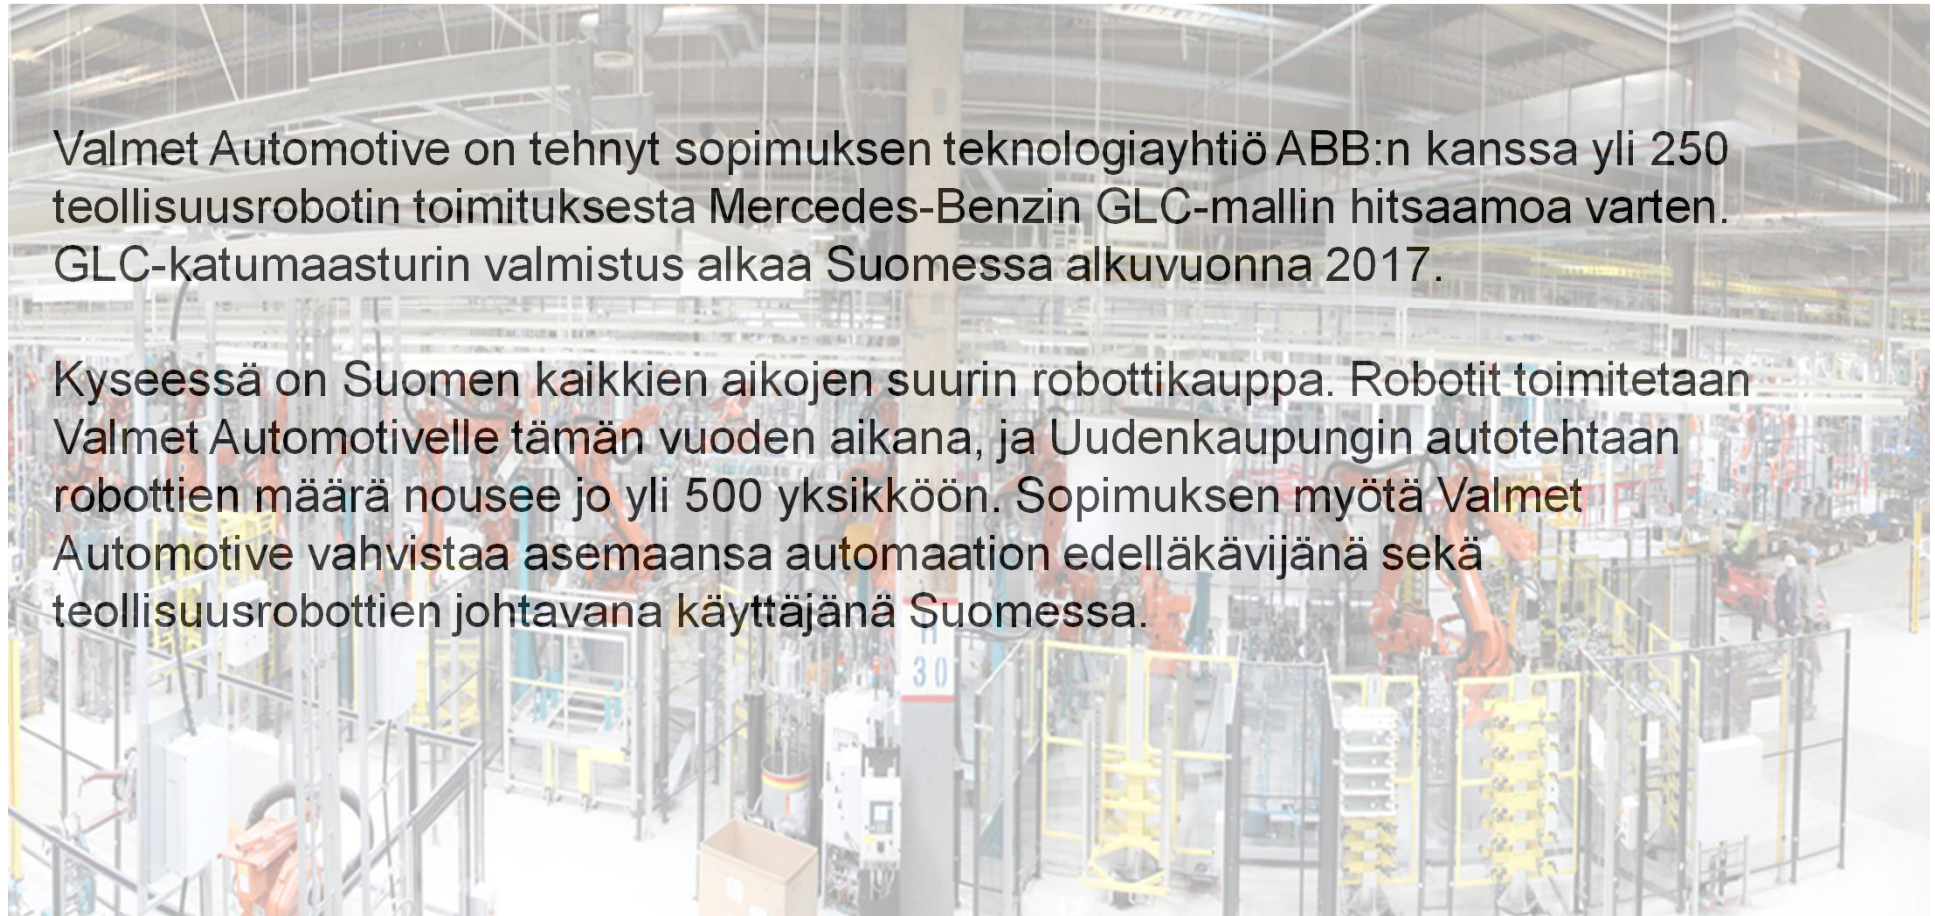 Valmet Automotive on tehnyt sopimuksen teknologiayhtiö ABB:n kanssa yli 250
teollisuusrobotin toimituksesta Mercedes-Benzin GLC-mallin hitsaamoa varten.
GLC-katumaasturin valmistus alkaa Suomessa alkuvuonna 2017.
Kyseessä on Suomen kaikkien aikojen suurin robottikauppa. Robotit toimitetaan
Valmet Automotivelle tämän vuoden aikana, ja Uudenkaupungin autotehtaan
robottien määrä nousee jo yli 500 yksikköön. Sopimuksen myötä Valmet
Automotive vahvistaa asemaansa automaation edelläkävijänä sekä
teollisuusrobottien johtavana käyttäjänä Suomessa.
30